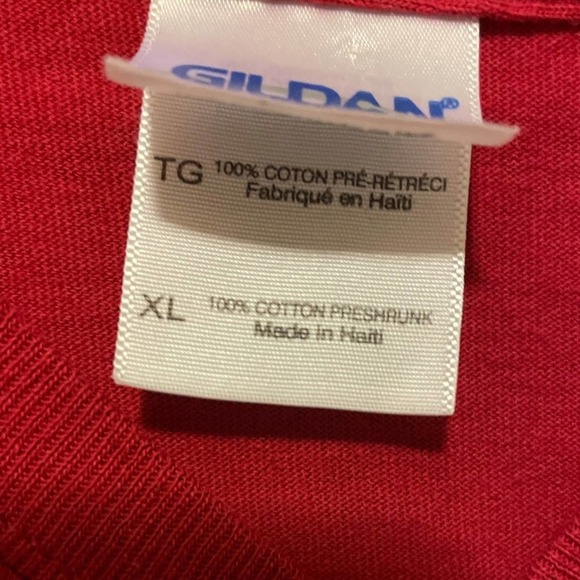 GILDAN®
TG 100% COTON PRÉ-RÉTRÉCI
Fabriqué en Haïti
XL 100% COTTON PRESHRUNK
Made in Haiti